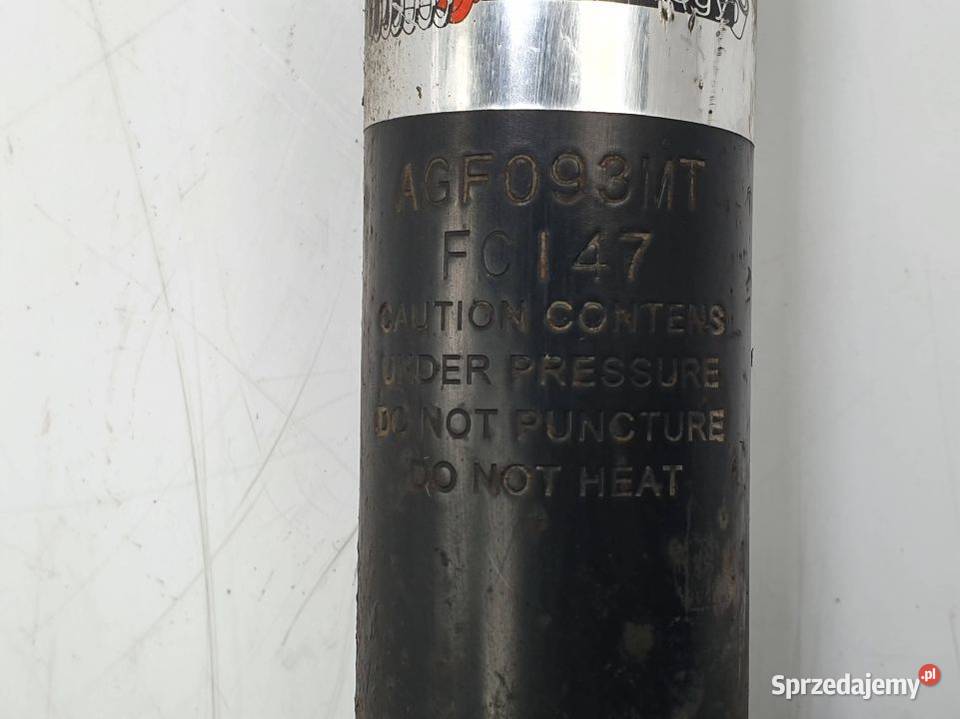 AGF093MT
FC147
CAUTION CONTENS
UNDER PRESSURE
DO NOT PUNCTURE
DO NOT HEAT
Sprzedajemy.pl